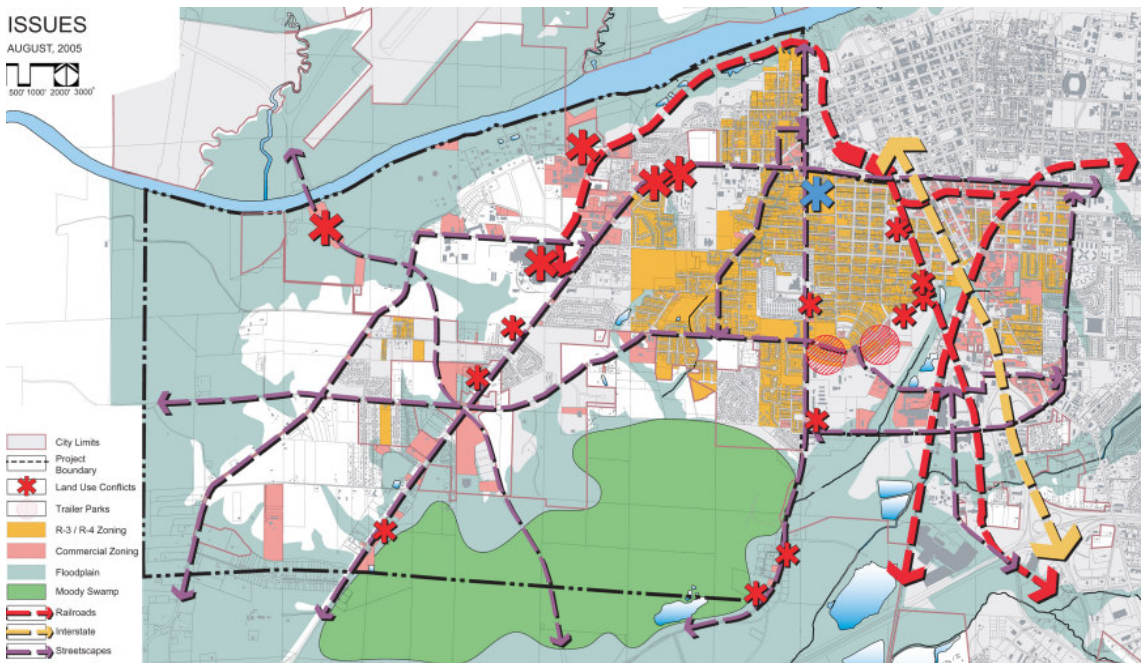 ISSUES
AUGUST, 2005
500' 1000' 2000' 3000'
City Limits
Project
Boundary
Land Use Conflicts
Trailer Parks
R-3 / R-4 Zoning
Commercial Zoning
Floodplain
Moody Swamp
Railroads
Interstate
Streetscapes